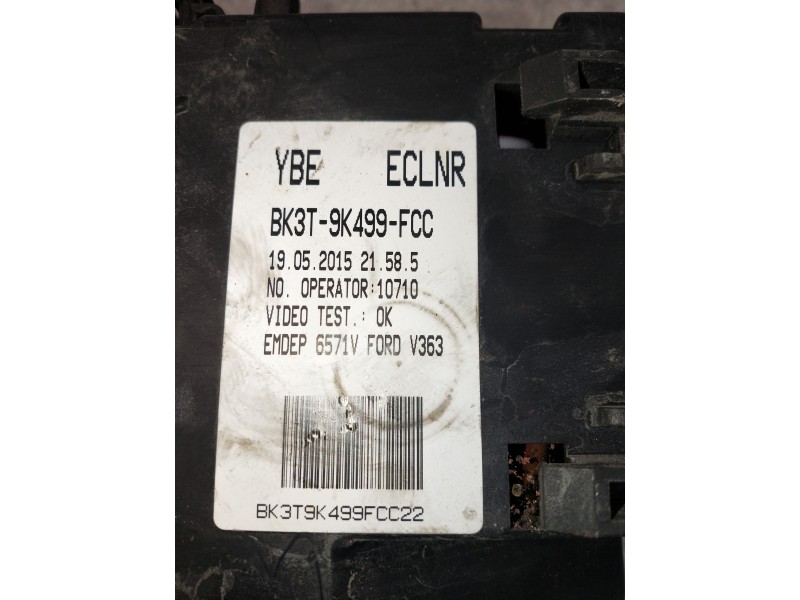 YBE ECLNR
BK3T-9K499-FCC
19.05.2015 21.58.5
NO. OPERATOR:10710
VIDEO TEST.: OK
EMDEP 6571V FORD V363
BK3T9K499FCC22